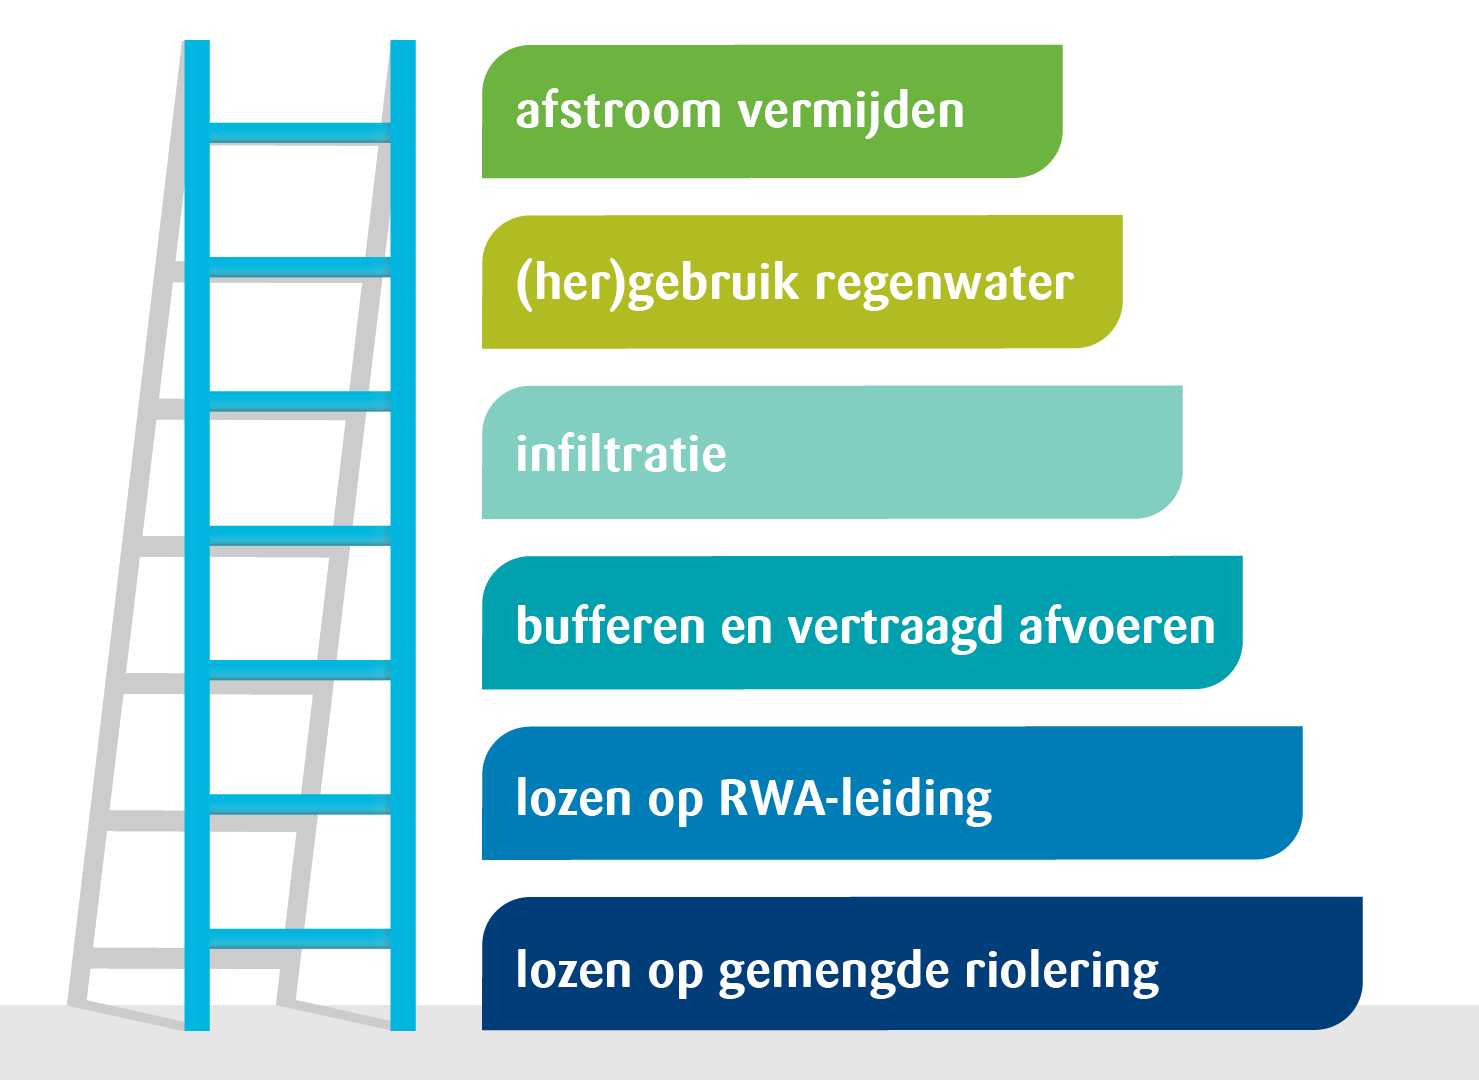 afstroom vermijden
(her)gebruik regenwater
infiltratie
bufferen en vertraagd afvoeren
lozen op RWA-leiding
lozen op gemengde riolering